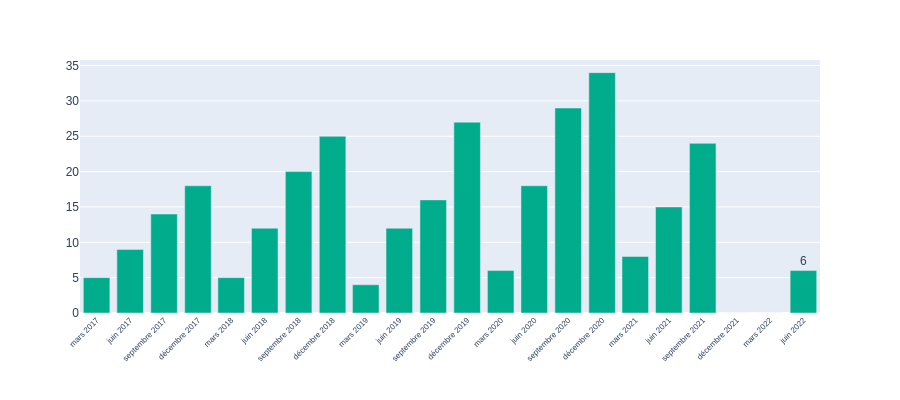 35
30
25
20
15
10
5
0
6
mars 2017
juin 2017
septembre 2017
décembre 2017
mars 2018
juin 2018
septembre 2018
décembre 2018
mars 2019
juin 2019
septembre 2019
décembre 2019
mars 2020
juin 2020
septembre 2020
décembre 2020
mars 2021
juin 2021
septembre 2021
décembre 2021
mars 2022
juin 2022